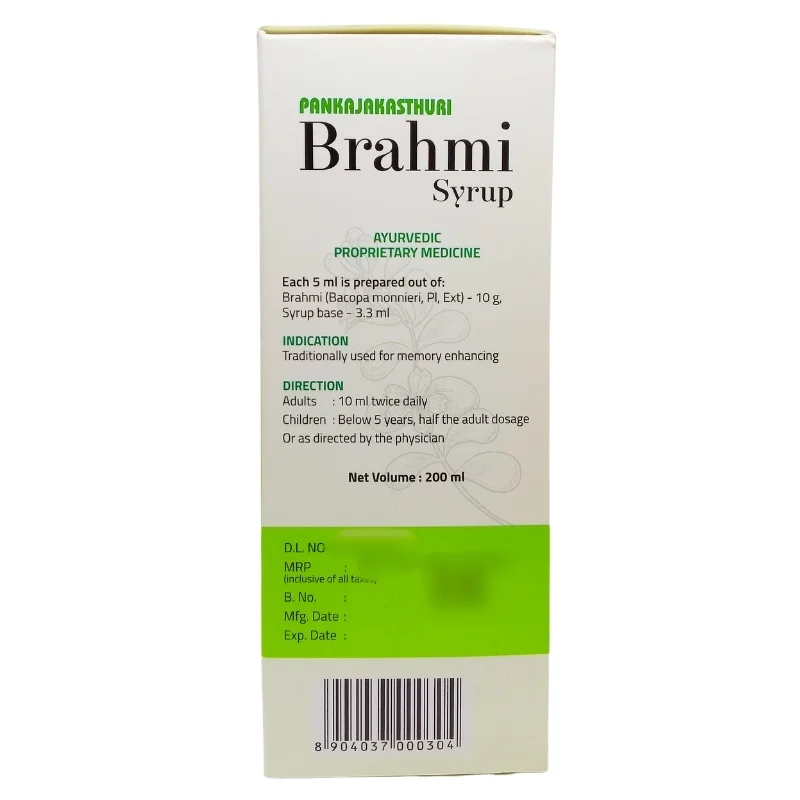 PANKAJAKASTHURI
Brahmi
Syrup
AYURVEDIC
PROPRIETARY MEDICINE
Each 5 ml is prepared out of:
Brahmi (Bacopa monnieri, Pl, Ext) - 10 g,
Syrup base - 3.3 ml
INDICATION
Traditionally used for memory enhancing
DIRECTION
Adults : 10 ml twice daily
Children : Below 5 years, half the adult dosage
Or as directed by the physician
Net Volume : 200 ml
D.L. NO
MRP :
(inclusive of all taxes)
B. No. :
Mfg. Date :
Exp. Date :
8 904037 000304